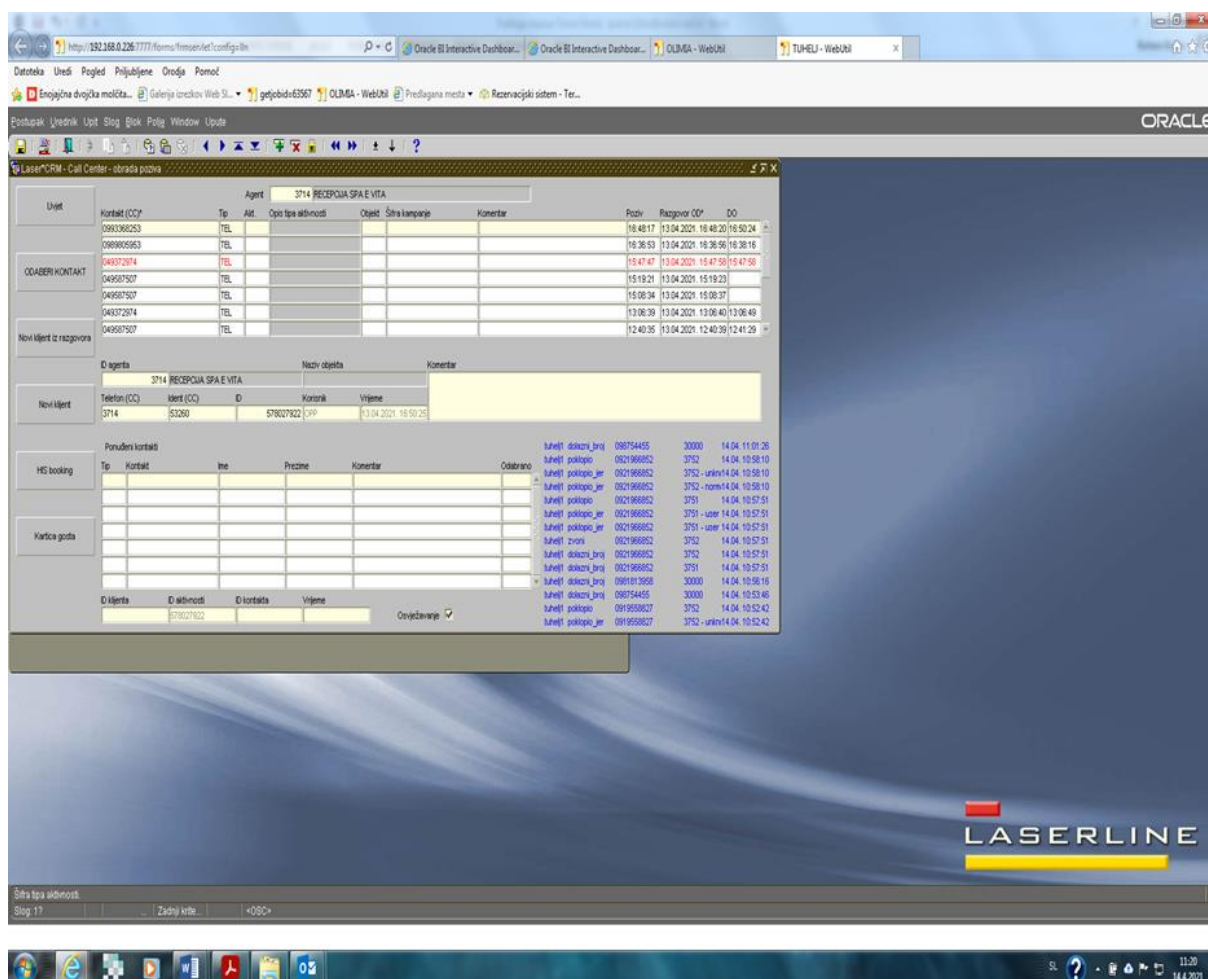 http://192.168.0.226:7777/forms/frmservlet?config=lln
Oracle BI Interactive Dashboar...
Oracle BI Interactive Dashboar...
OLIMIA - WebUtil
TUHELJ - WebUtil
Datoteka Uredi Pogled Priljubljene Orodja Pomoč
Enojajčna dvojčka molčita... Galerija izrezkov Web Sl... getjobid=63567 OLIMIA - WebUtil Predlagana mesta Rezervacijski sistem - Ter...
Postupak Urednik Upit Slog Blok Polje Window Upute
ORACLE
Laser*CRM - Call Center - obrada poziva
Uvjet
Agent 3714 RECEPCIJA SPA E VITA
Kontakt (CC)* Tip Akt. Opis tipa aktivnosti Objekt Šifra kampanje Komentar Poziv Razgovor OD* DO
0993368253 TEL 16:48:17 13.04.2021. 16:48:20 16:50:24
0989805953 TEL 16:36:53 13.04.2021. 16:36:56 16:38:16
ODABERI KONTAKT
049372974 TEL 15:47:47 13.04.2021. 15:47:58 15:47:58
049587507 TEL 15:19:21 13.04.2021. 15:19:23
049587507 TEL 15:08:34 13.04.2021. 15:08:37
049372974 TEL 13:06:39 13.04.2021. 13:06:40 13:06:49
Novi klijent iz razgovora
049587507 TEL 12:40:35 13.04.2021. 12:40:39 12:41:29
ID agenta Naziv objekta Komentar
3714 RECEPCIJA SPA E VITA
Novi klijent
Telefon (CC) Ident (CC) ID Korisnik Vrijeme
3714 53260 578027922 OPP 13.04.2021. 16:50:25
Ponuđeni kontakti
HIS booking
Tip Kontakt Ime Prezime Komentar Odabrano
Kartica gosta
ID klijenta ID aktivnosti ID kontakta Vrijeme
578027922
Osvježavanje
tuhelj1 dolazni_broj 098754455 30000 14.04. 11:01:26
tuhelj1 poklopio 0921966852 3752 14.04. 10:58:10
tuhelj1 poklopio_jer 0921966852 3752 - unkn 14.04. 10:58:10
tuhelj1 poklopio_jer 0921966852 3752 - norm 14.04. 10:58:10
tuhelj1 poklopio 0921966852 3751 14.04. 10:57:51
tuhelj1 poklopio_jer 0921966852 3751 - user 14.04. 10:57:51
tuhelj1 poklopio_jer 0921966852 3751 - user 14.04. 10:57:51
tuhelj1 zvoni 0921966852 3752 14.04. 10:57:51
tuhelj1 dolazni_broj 0921966852 3752 14.04. 10:57:51
tuhelj1 dolazni_broj 0921966852 3751 14.04. 10:57:51
tuhelj1 dolazni_broj 0981813958 30000 14.04. 10:56:16
tuhelj1 dolazni_broj 098754455 30000 14.04. 10:53:46
tuhelj1 poklopio 0919558827 3752 14.04. 10:52:42
tuhelj1 poklopio_jer 0919558827 3752 - unkn 14.04. 10:52:42
LASERLINE
Šifra tipa aktivnosti.
Slog: 1? ... Zadnji krite... <OSC>
SL 11:20
14.4.2021